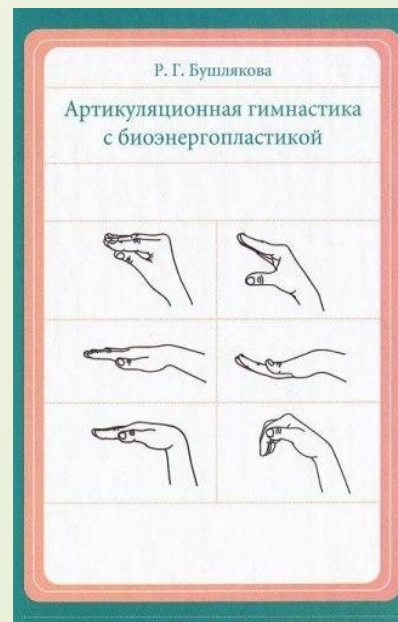 Р. Г. Бушлякова
Артикуляционная гимнастика
с биоэнергопластикой